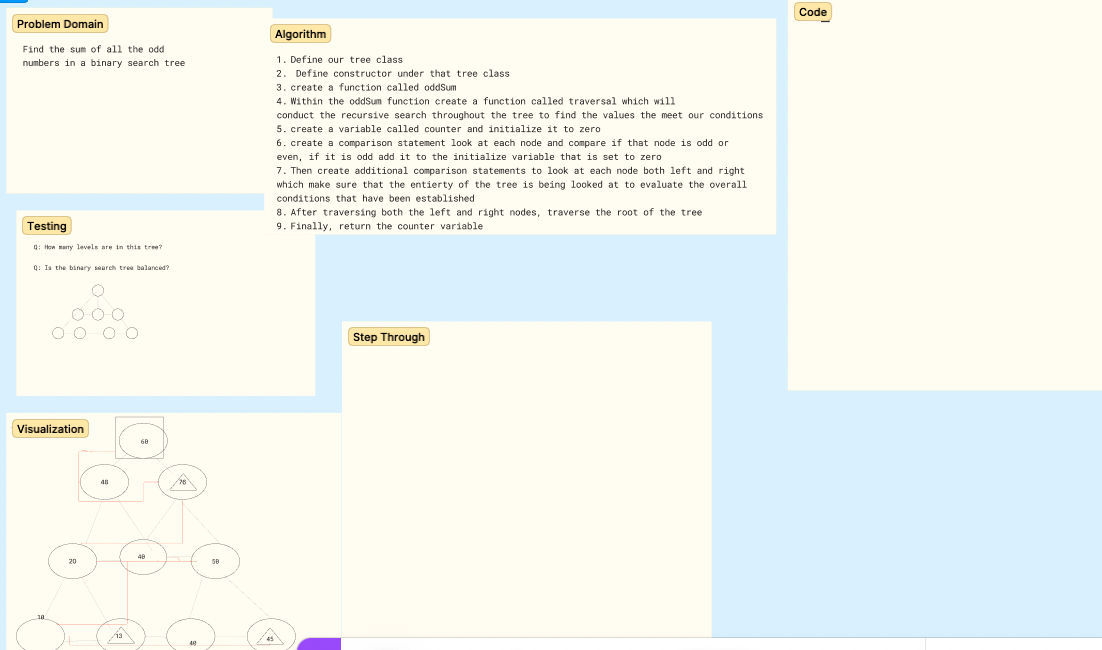 Problem Domain
Find the sum of all the odd
numbers in a binary search tree
Algorithm
1. Define our tree class
2.  Define constructor under that tree class
3. create a function called oddSum
4. Within the oddSum function create a function called traversal which will
conduct the recursive search throughout the tree to find the values the meet our conditions
5. create a variable called counter and initialize it to zero
6. create a comparison statement look at each node and compare if that node is odd or
even, if it is odd add it to the initialize variable that is set to zero
7. Then create additional comparison statements to look at each node both left and right
which make sure that the entierty of the tree is being looked at to evaluate the overall
conditions that have been established
8. After traversing both the left and right nodes, traverse the root of the tree
9. Finally, return the counter variable
Code
Testing
Q: How many levels are in this tree?
Q: Is the binary search tree balanced?
Step Through
Visualization
60
48
76
20
40
50
10
13
40
45